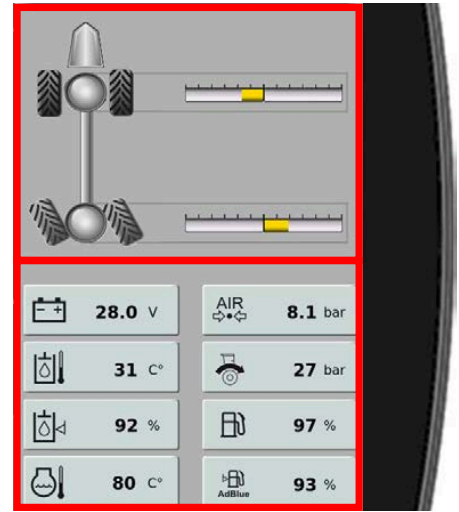 28.0 V
AIR
8.1 bar
31 C°
27 bar
92 %
97 %
80 C°
AdBlue
93 %